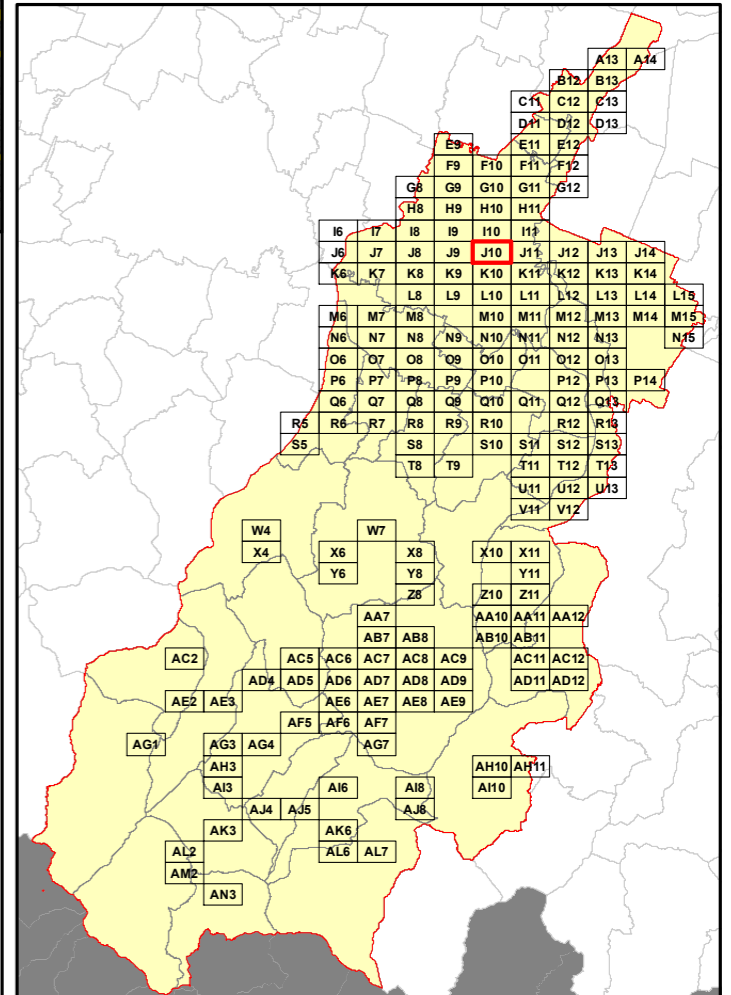 A13 A14
B12 B13
C11 C12 C13
D11 D12 D13
E9 E11 E12
F9 F10 F11 F12
G8 G9 G10 G11 G12
H8 H9 H10 H11
I6 I7 I8 I9 I10 I11
J6 J7 J8 J9 J10 J11 J12 J13 J14
K6 K7 K8 K9 K10 K11 K12 K13 K14
L8 L9 L10 L11 L12 L13 L14 L15
M6 M7 M8 M10 M11 M12 M13 M14 M15
N6 N7 N8 N9 N10 N11 N12 N13 N15
O6 O7 O8 O9 O10 O11 O12 O13
P6 P7 P8 P9 P10 P12 P13 P14
Q6 Q7 Q8 Q9 Q10 Q11 Q12 Q13
R5 R6 R7 R8 R9 R10 R12 R13
S5 S8 S10 S11 S12 S13
T8 T9 T11 T12 T13
U11 U12 U13
V11 V12
W4 W7
X4 X6 X8 X10 X11
Y6 Y8 Y11
Z8 Z10 Z11
AA7 AA10 AA11 AA12
AB7 AB8 AB10 AB11
AC2 AC5 AC6 AC7 AC8 AC9 AC11 AC12
AD4 AD5 AD6 AD7 AD8 AD9 AD11 AD12
AE2 AE3 AE6 AE7 AE8 AE9
AF5 AF6 AF7
AG1 AG3 AG4 AG7
AH3 AH10 AH11
AI3 AI6 AI8 AI10
AJ4 AJ5 AJ8
AK3 AK6
AL2 AL6 AL7
AM2
AN3